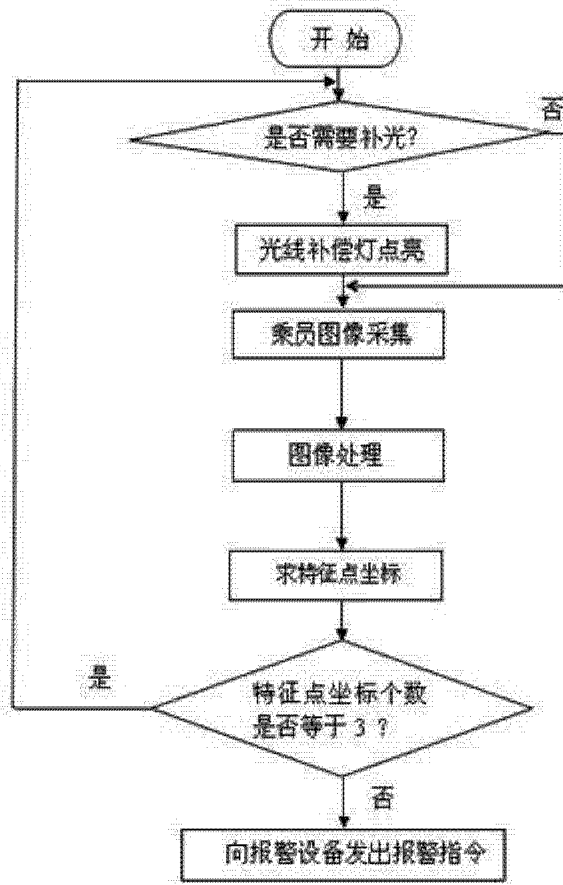 开 始
是否需要补光?
否
是
光线补偿灯点亮
乘员图像采集
图像处理
求特征点坐标
特征点坐标个数
是否等于 3 ?
是
否
向报警设备发出报警指令